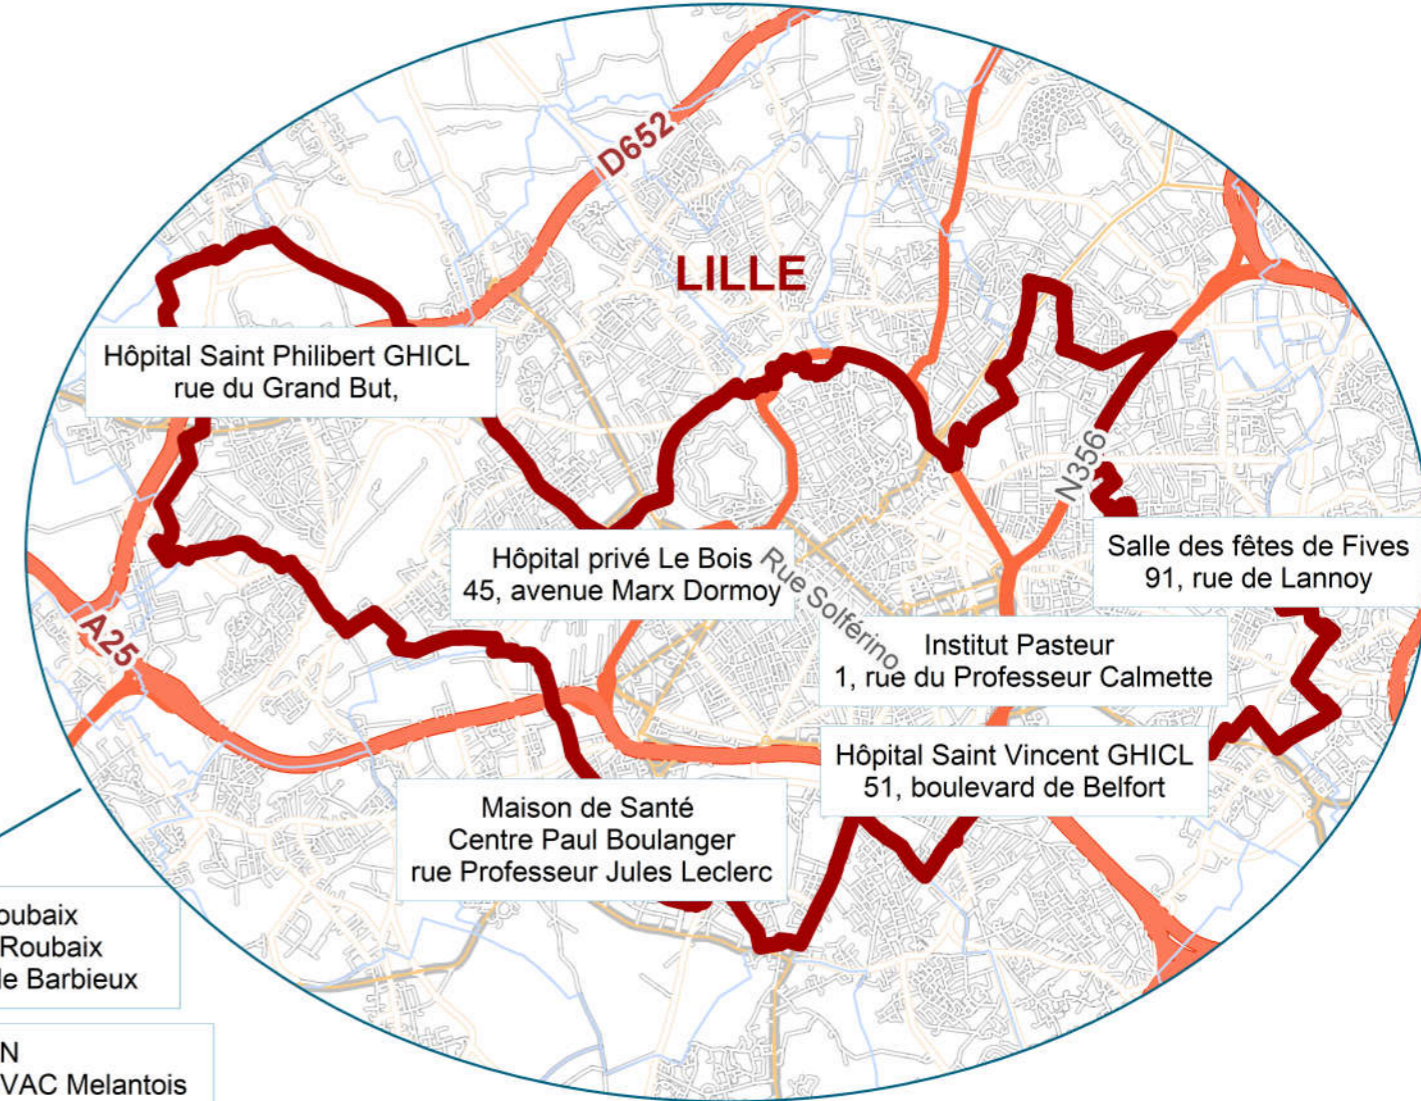 D652
LILLE
Hôpital Saint Philibert GHICL
rue du Grand But,
N356
Hôpital privé Le Bois
45, avenue Marx Dormoy
Rue Solférino
Salle des fêtes de Fives
91, rue de Lannoy
A25
Institut Pasteur
1, rue du Professeur Calmette
Hôpital Saint Vincent GHICL
51, boulevard de Belfort
Maison de Santé
Centre Paul Boulanger
rue Professeur Jules Leclerc
Roubaix
Barbieux
VAC Melantois